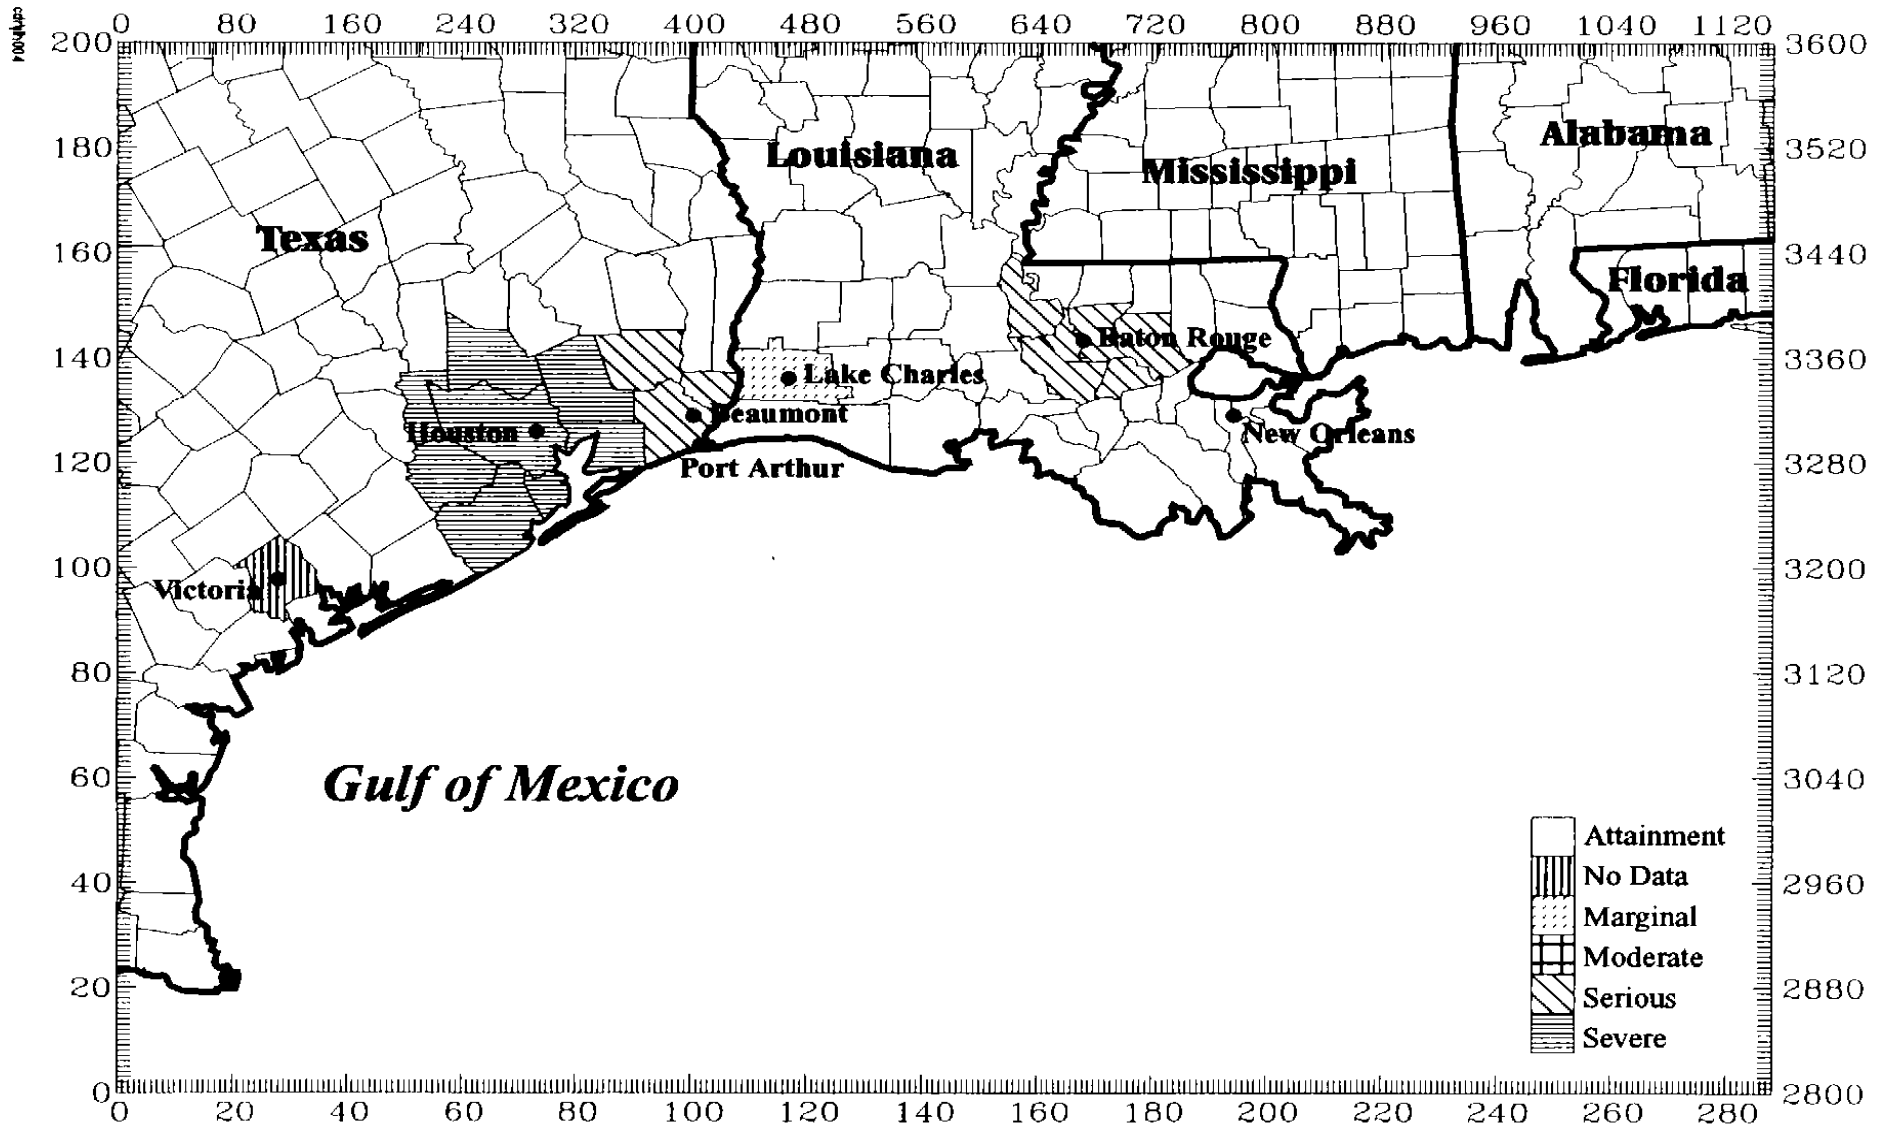 0 80 160 240 320 400 480 560 640 720 800 880 960 1040 1120
200 3600
180 3520
160 3440
140 3360
120 3280
100 3200
80 3120
60 3040
40 2960
20 2880
0 2800
0 20 40 60 80 100 120 140 160 180 200 220 240 260 280
Alabama
Louisiana
Mississippi
Texas
Florida
Baton Rouge
Lake Charles
Beaumont
Houston
New Orleans
Port Arthur
Victoria
Gulf of Mexico
Attainment
No Data
Marginal
Moderate
Serious
Severe